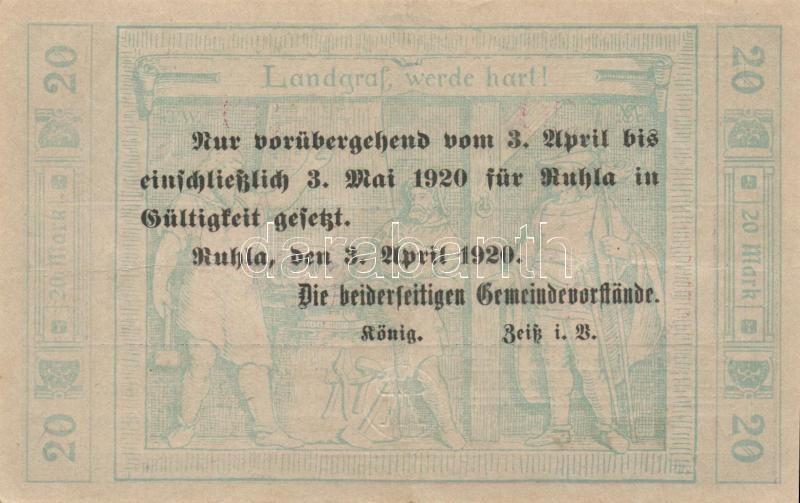 Landgraf, werde hart!
20
20
Nur vorübergehend vom 3. April bis
einschließlich 3. Mai 1920 für Ruhla in
Gültigkeit gesetzt.
Ruhla, den 3. April 1920.
Die beiderseitigen Gemeindevorstände.
König. Zeiß i. V.
20 Mark
20 Mark
20
20
darabanth